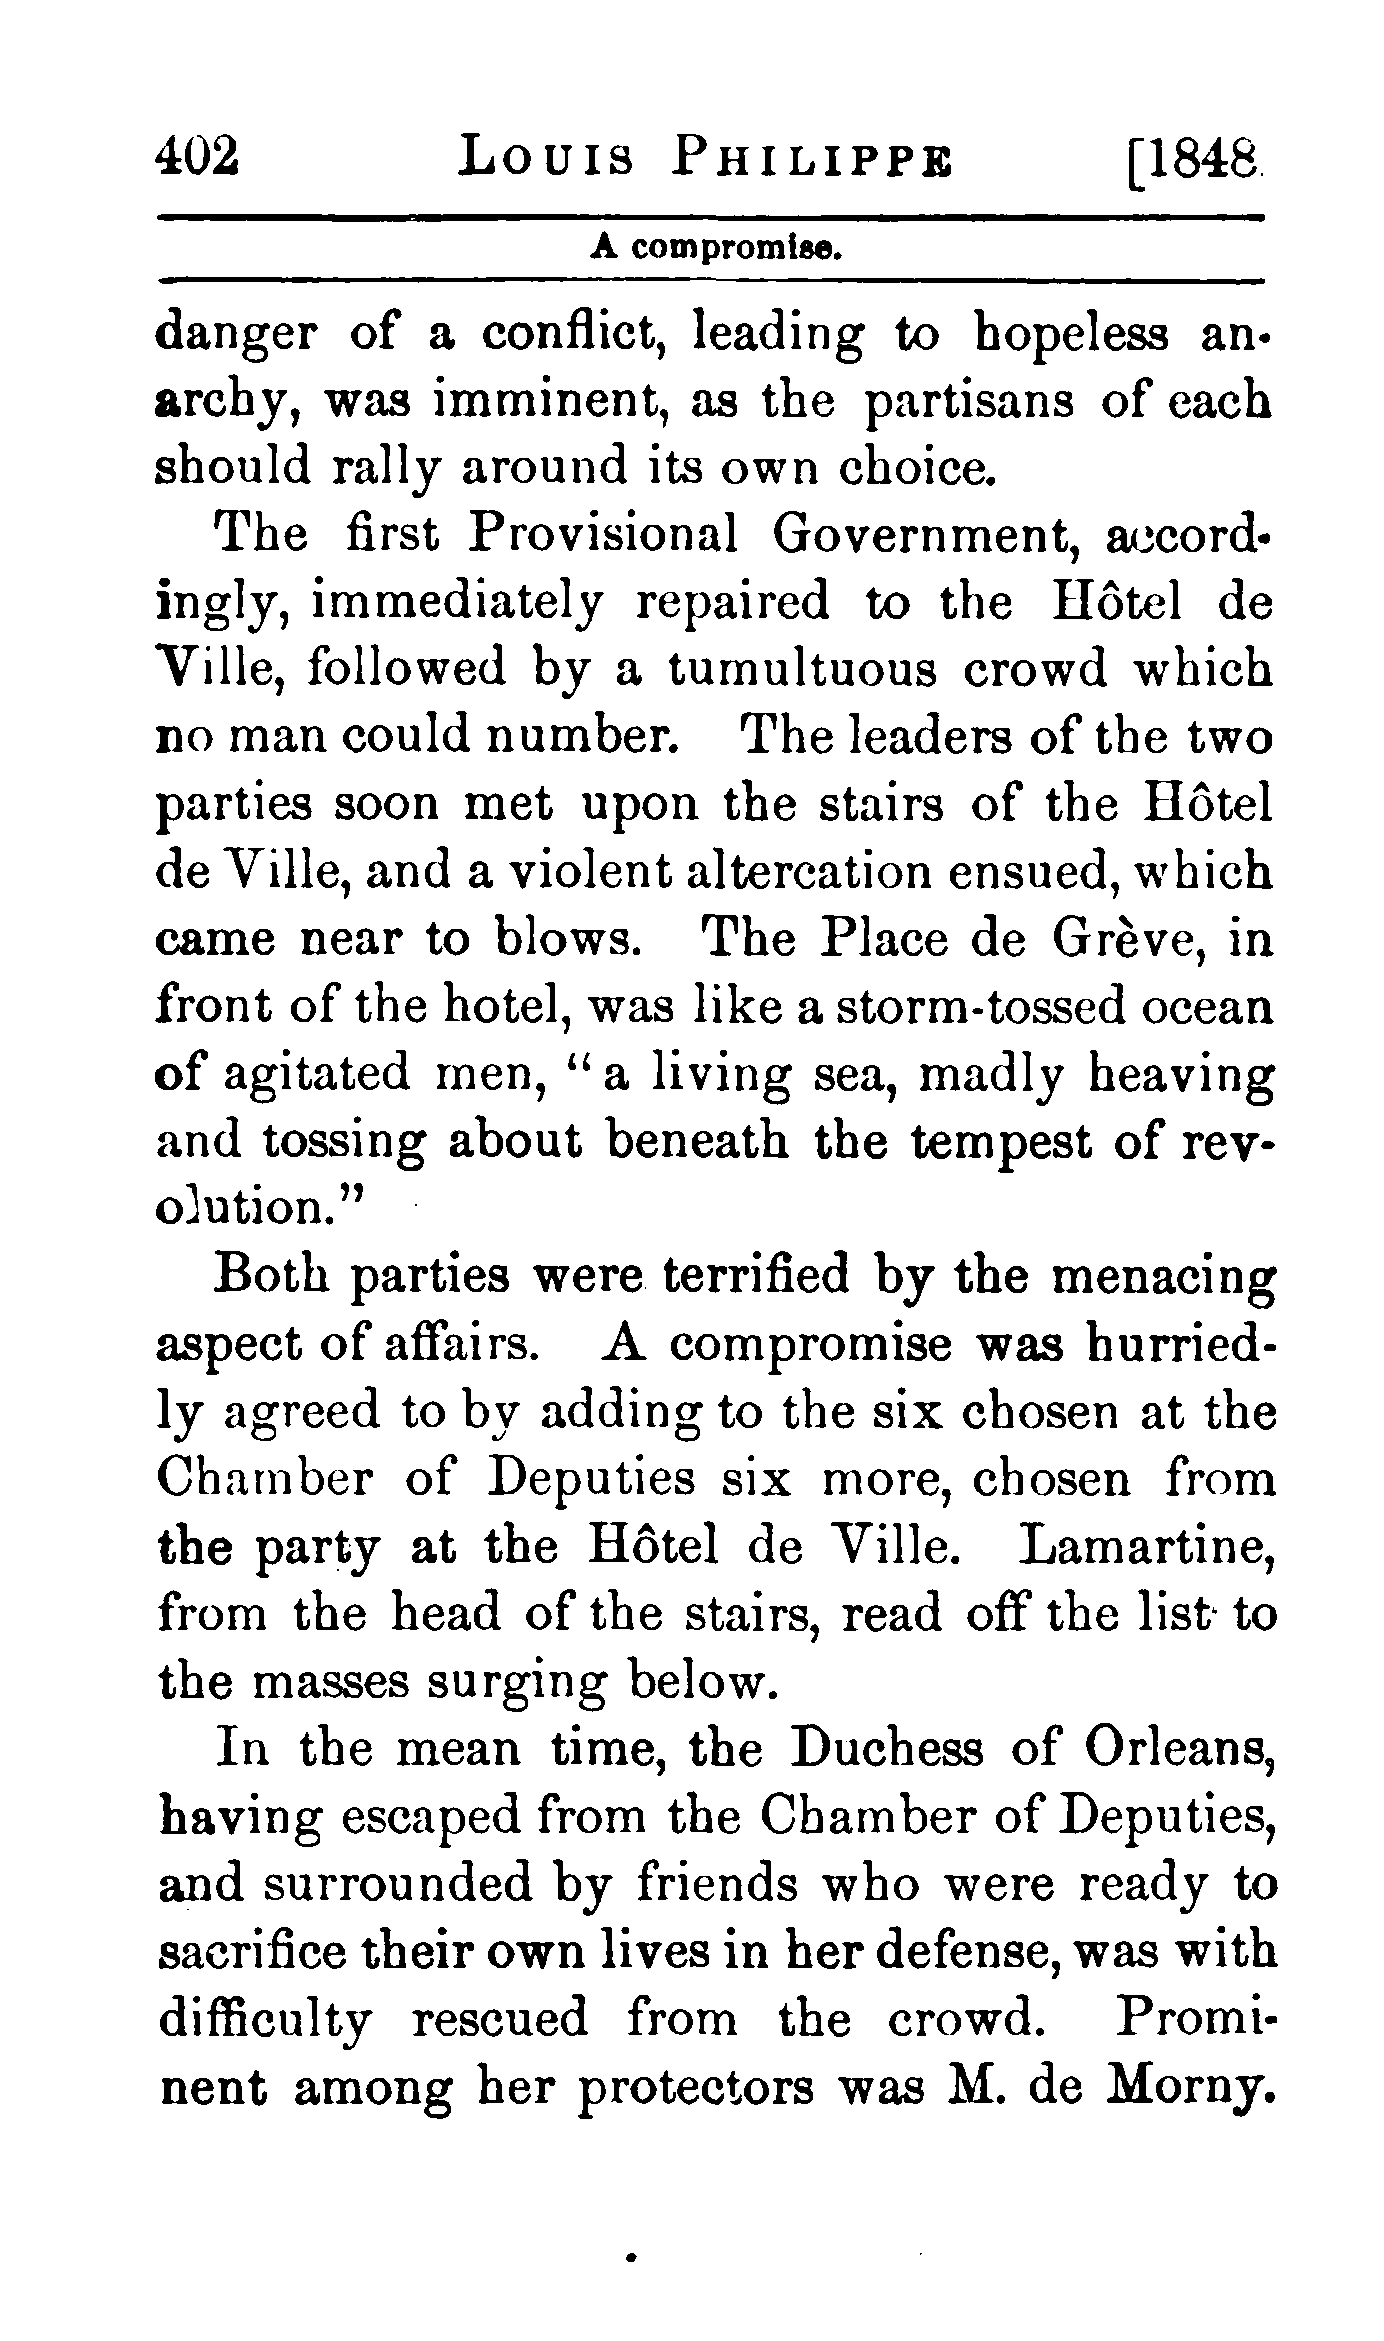 402 LOUIS PHILIPPE [1848.
A compromise.
danger of a conflict, leading to hopeless an-
archy, was imminent, as the partisans of each
should rally around its own choice.
The first Provisional Government, accord-
ingly, immediately repaired to the Hôtel de
Ville, followed by a tumultuous crowd which
no man could number. The leaders of the two
parties soon met upon the stairs of the Hôtel
de Ville, and a violent altercation ensued, which
came near to blows. The Place de Grève, in
front of the hotel, was like a storm-tossed ocean
of agitated men, "a living sea, madly heaving
and tossing about beneath the tempest of rev-
olution."
Both parties were terrified by the menacing
aspect of affairs. A compromise was hurried-
ly agreed to by adding to the six chosen at the
Chamber of Deputies six more, chosen from
the party at the Hôtel de Ville. Lamartine,
from the head of the stairs, read off the list to
the masses surging below.
In the mean time, the Duchess of Orleans,
having escaped from the Chamber of Deputies,
and surrounded by friends who were ready to
sacrifice their own lives in her defense, was with
difficulty rescued from the crowd. Promi-
nent among her protectors was M. de Morny.